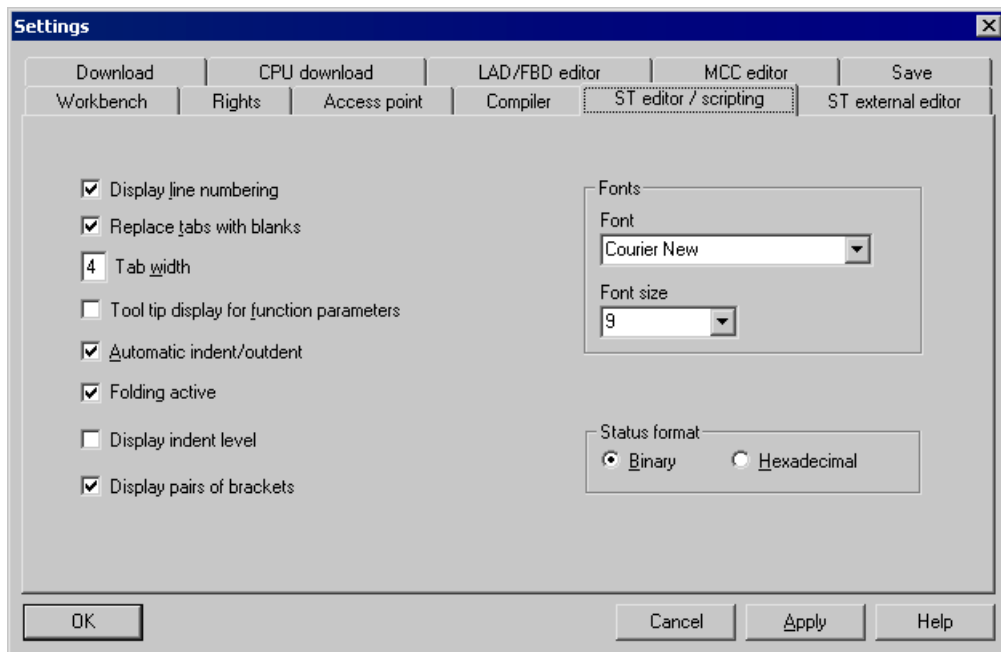 Settings
Download CPU download LAD/FBD editor MCC editor Save
Workbench Rights Access point Compiler ST editor / scripting ST external editor
Display line numbering
Replace tabs with blanks
4 Tab width
Tool tip display for function parameters
Automatic indent/outdent
Folding active
Display indent level
Display pairs of brackets
Fonts
Font
Courier New
Font size
9
Status format
Binary Hexadecimal
OK Cancel Apply Help